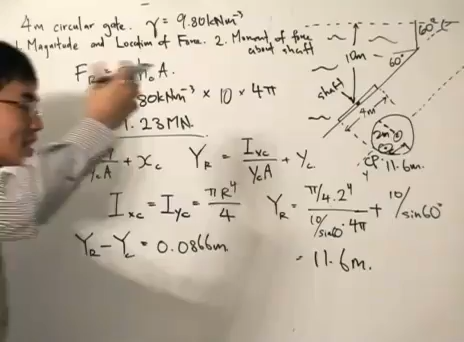 4m circular gate. γ = 9.80kNm⁻³
1. Magnitude and Location of Force. 2. Moment of force
about shaft
F_R = h_c A.
80kNm⁻³ × 10 × 4π
1.23MN.
y_c A + x_c
Y_R = I_xc / y_c A + Y_c
I_xc = I_yc = πR⁴ / 4
Y_R = π/4 · 2⁴ / 10/sin60° · 4π + 10/sin60°
Y_R - Y_c = 0.0866m.
= 11.6m.
60°
10m
60°
shaft
4m
2m
CP
11.6m.
y